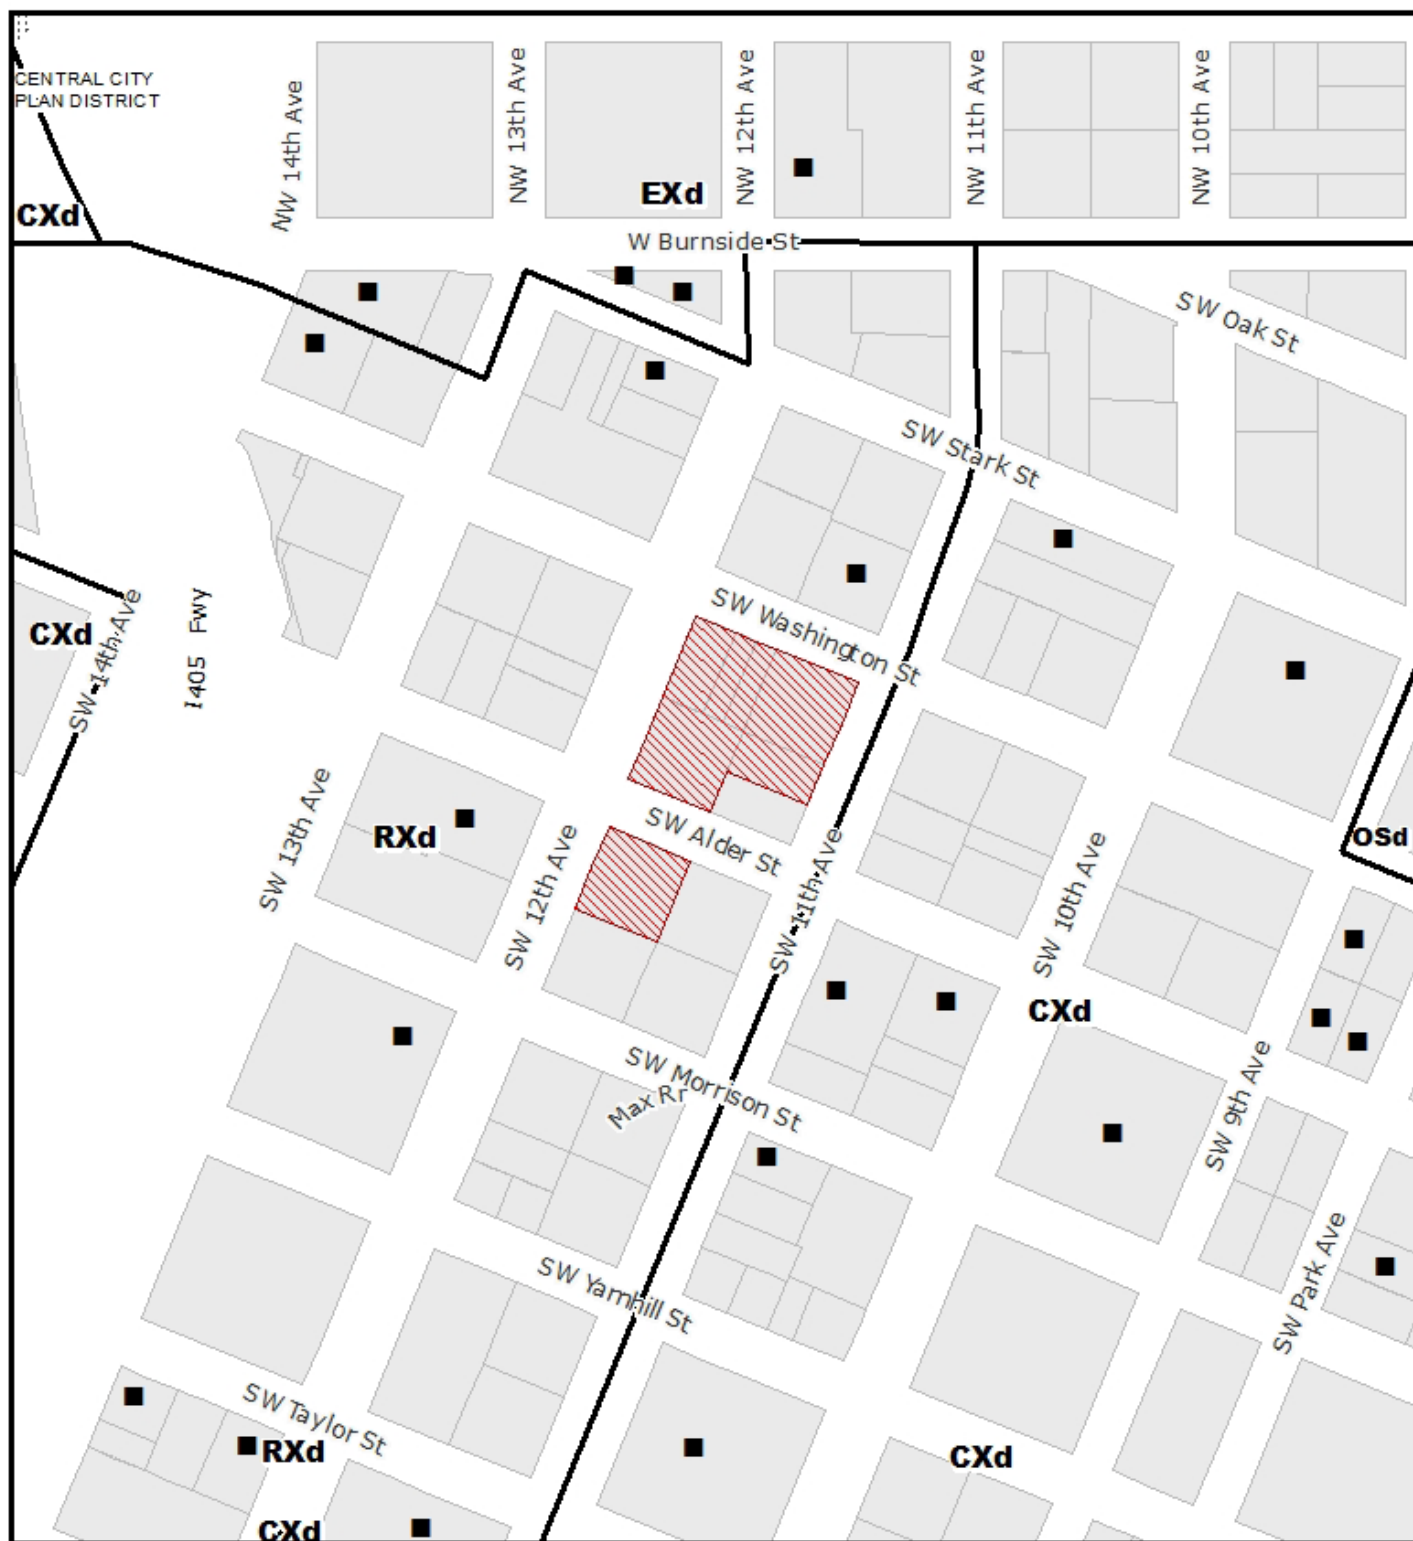 CENTRAL CITY
PLAN DISTRICT
NW 14th Ave
NW 13th Ave
NW 12th Ave
NW 11th Ave
NW 10th Ave
EXd
CXd
W Burnside St
SW Oak St
SW Stark St
SW Washington St
CXd
SW 14th Ave
I405 Fwy
SW 13th Ave
RXd
SW 12th Ave
SW Alder St
SW 11th Ave
SW 10th Ave
OSd
CXd
SW Morrison St
Max Rr
SW 9th Ave
SW Yamhill St
SW Park Ave
SW Taylor St
RXd
CXd
CXd